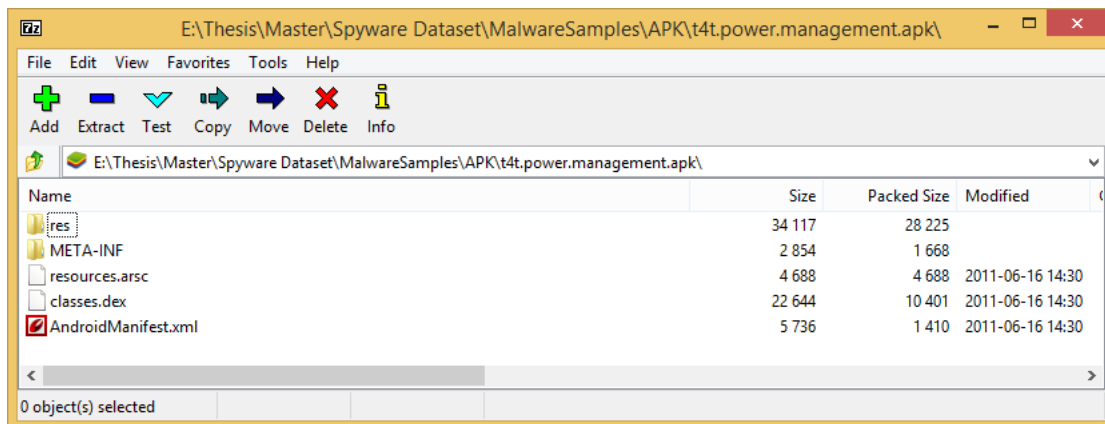 7z E:\Thesis\Master\Spyware Dataset\MalwareSamples\APK\t4t.power.management.apk\
File Edit View Favorites Tools Help
Add Extract Test Copy Move Delete Info
E:\Thesis\Master\Spyware Dataset\MalwareSamples\APK\t4t.power.management.apk\
Name Size Packed Size Modified
res 34 117 28 225
META-INF 2 854 1 668
resources.arsc 4 688 4 688 2011-06-16 14:30
classes.dex 22 644 10 401 2011-06-16 14:30
AndroidManifest.xml 5 736 1 410 2011-06-16 14:30
0 object(s) selected